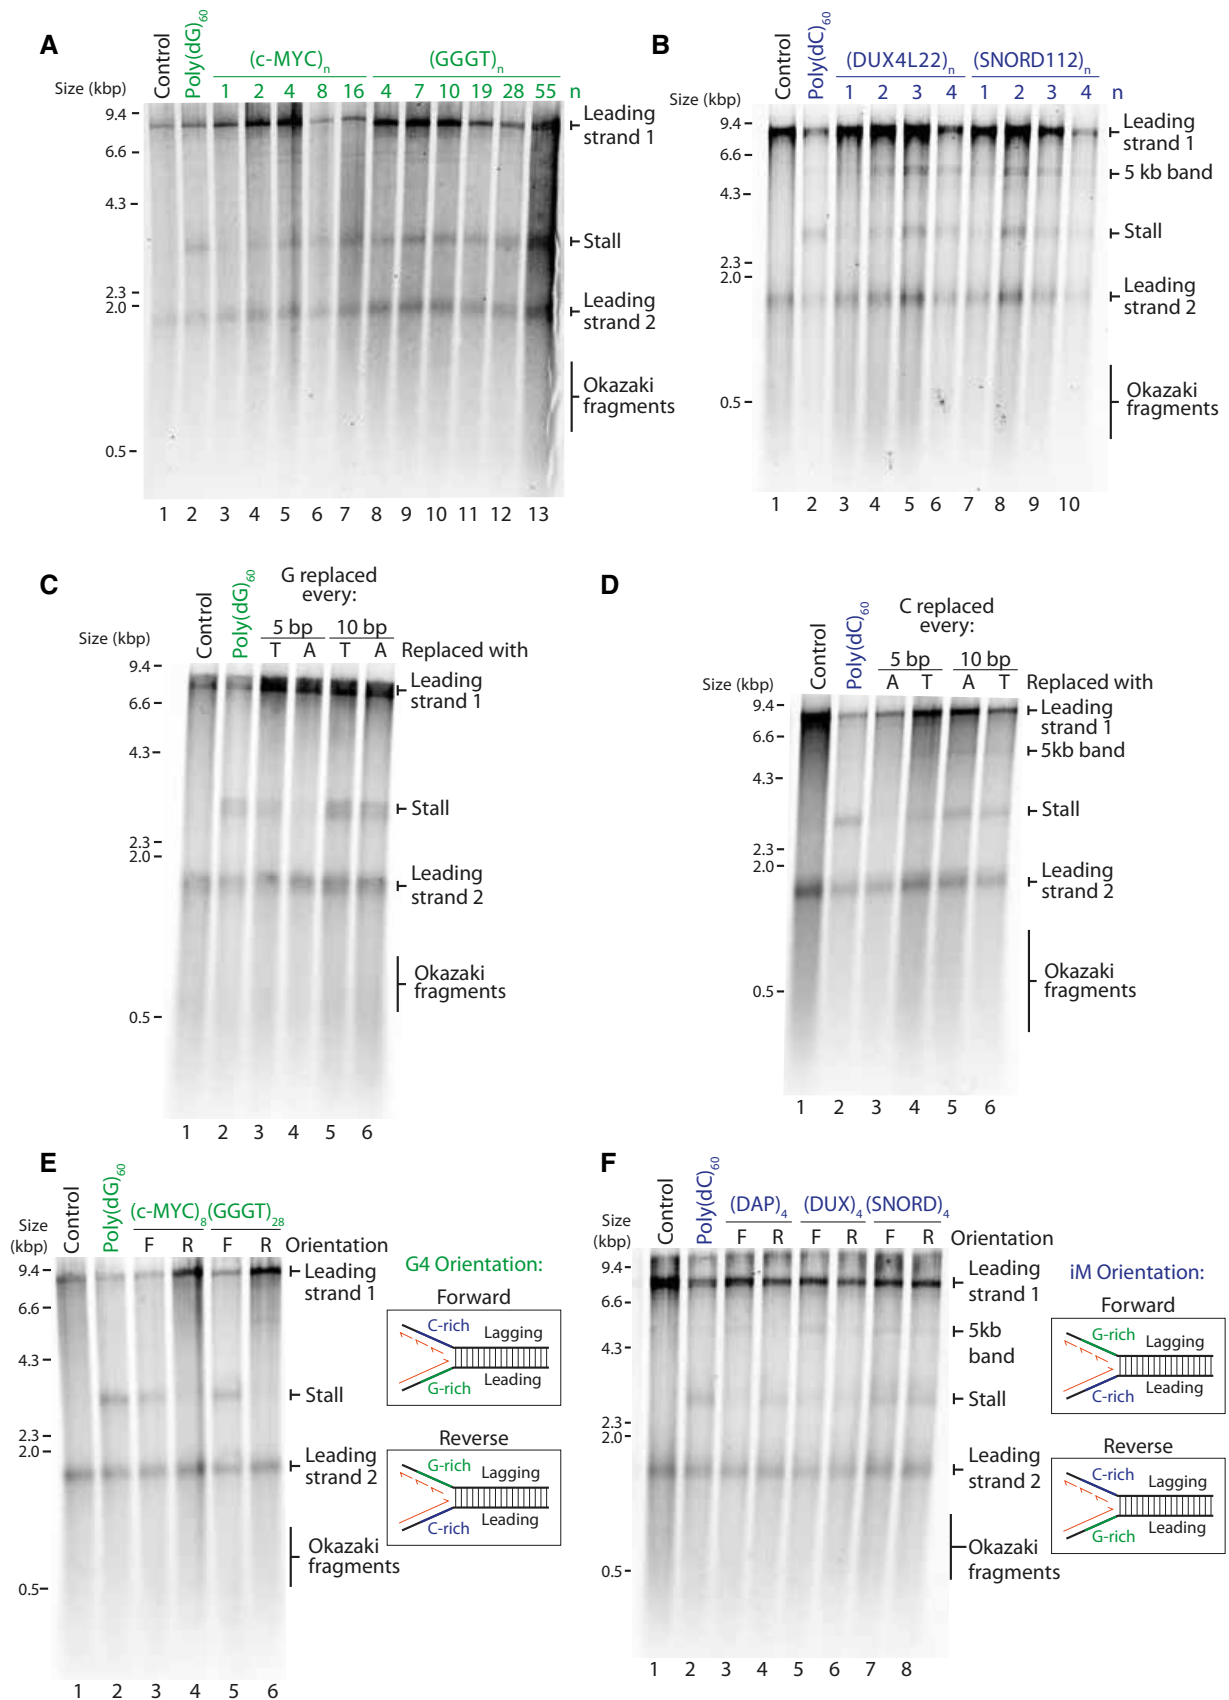 A
Control
Poly(dG)60
(c-MYC)n
(GGGT)n
Size (kbp)
1 2 4 8 16 4 7 10 19 28 55 n
9.4
6.6
4.3
2.3
2.0
0.5
Leading
strand 1
Stall
Leading
strand 2
Okazaki
fragments
1 2 3 4 5 6 7 8 9 10 11 12 13
B
Control
Poly(dC)60
(DUX4L22)n
(SNORD112)n
Size (kbp)
1 2 3 4 1 2 3 4 n
9.4
6.6
4.3
2.3
2.0
0.5
Leading
strand 1
5 kb band
Stall
Leading
strand 2
Okazaki
fragments
1 2 3 4 5 6 7 8 9 10
C
Control
Poly(dG)60
G replaced
every:
5 bp 10 bp
Size (kbp)
T A T A Replaced with
9.4
6.6
4.3
2.3
2.0
0.5
Leading
strand 1
Stall
Leading
strand 2
Okazaki
fragments
1 2 3 4 5 6
D
Control
Poly(dC)60
C replaced
every:
5 bp 10 bp
Size (kbp)
A T A T Replaced with
9.4
6.6
4.3
2.3
2.0
0.5
Leading
strand 1
5kb band
Stall
Leading
strand 2
Okazaki
fragments
1 2 3 4 5 6
E
Control
Poly(dG)60
(c-MYC)8 (GGGT)28
Size
(kbp)
F R F R Orientation
9.4
6.6
4.3
2.3
2.0
0.5
Leading
strand 1
Stall
Leading
strand 2
Okazaki
fragments
1 2 3 4 5 6
G4 Orientation:
Forward
C-rich
Lagging
G-rich
Leading
Reverse
G-rich
Lagging
C-rich
Leading
F
Control
Poly(dC)60
(DAP)4 (DUX)4 (SNORD)4
Size
(kbp)
F R F R F R Orientation
9.4
6.6
4.3
2.3
2.0
0.5
Leading
strand 1
5kb
band
Stall
Leading
strand 2
Okazaki
fragments
1 2 3 4 5 6 7 8
iM Orientation:
Forward
G-rich
Lagging
C-rich
Leading
Reverse
C-rich
Lagging
G-rich
Leading